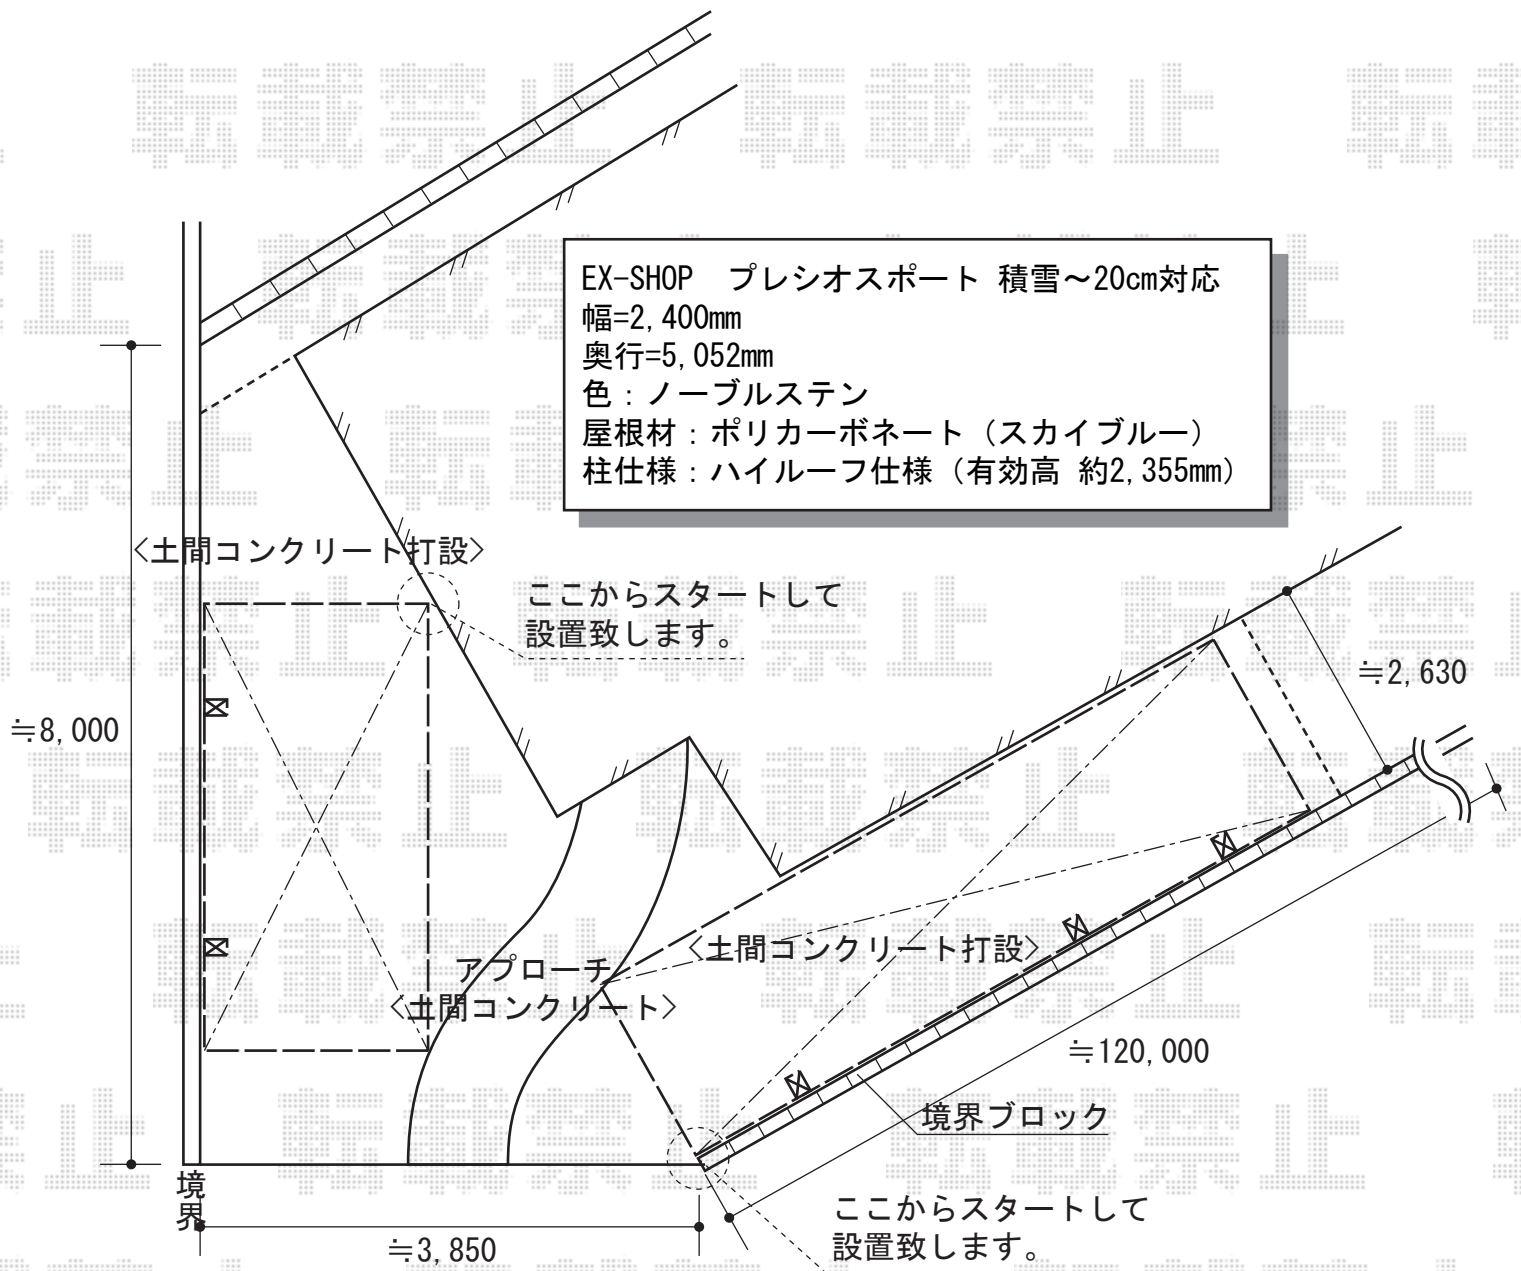 EX-SHOP　プレシオスポート 積雪～20cm対応
幅=2,400mm
奥行=5,052mm
色：ノーブルステン
屋根材：ポリカーボネート（スカイブルー）
柱仕様：ハイルーフ仕様（有効高 約2,355mm）
〈土間コンクリート打設〉
ここからスタートして
設置致します。
≒2,630
≒8,000
〈土間コンクリート打設〉
アプローチ
〈土間コンクリート〉
≒120,000
境界ブロック
境界
ここからスタートして
設置致します。
≒3,850
転載禁止